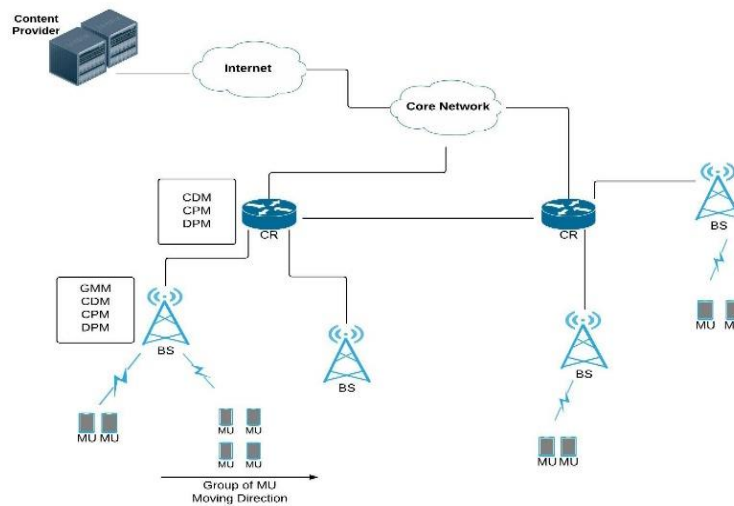 Content
Provider
Internet
Core Network
CDM
CPM
DPM
CR
CR
BS
GMM
CDM
CPM
DPM
BS
BS
BS
MU MU
MU MU
MU MU
MU MU
MU MU
Group of MU
Moving Direction